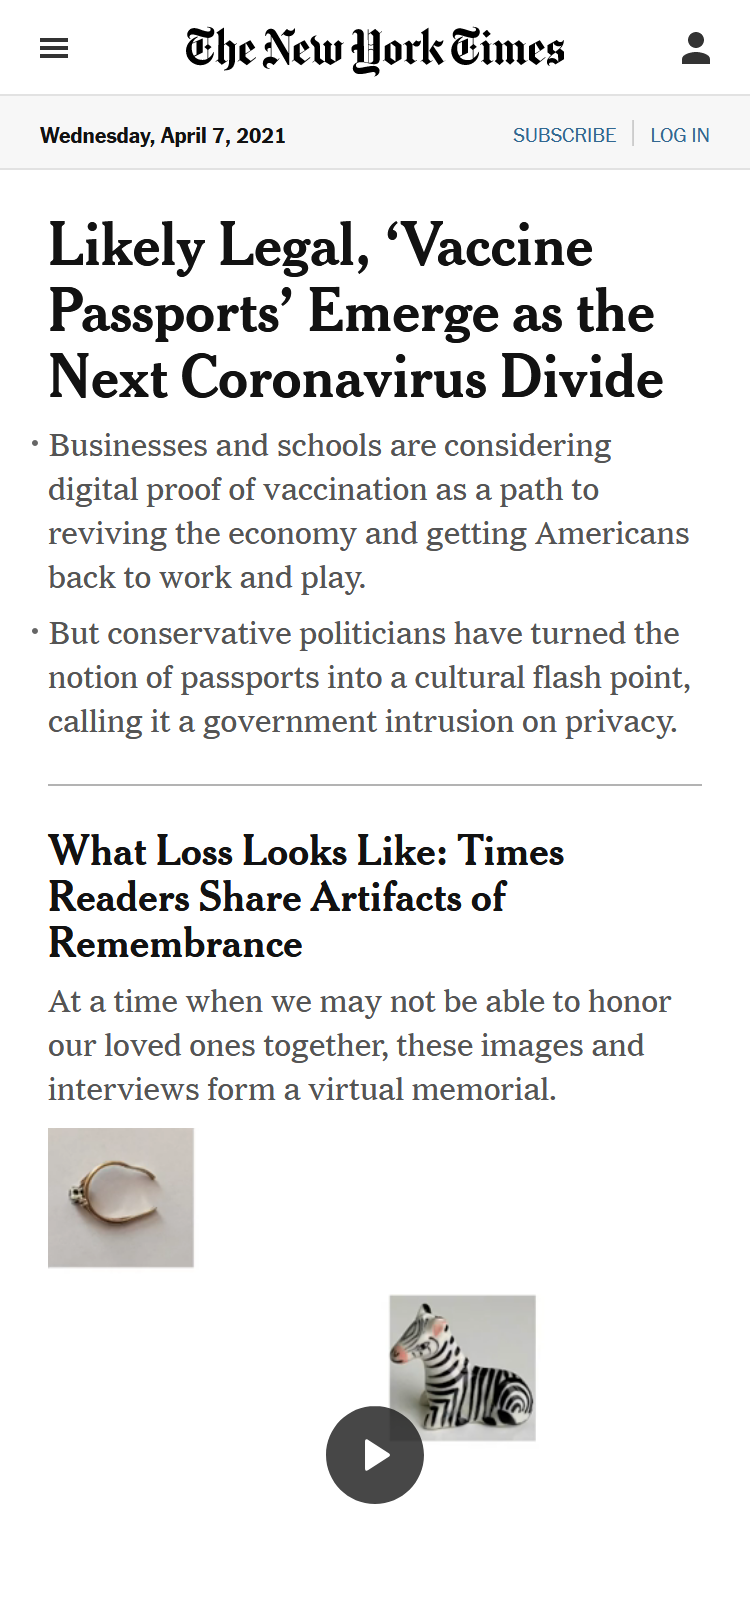 The New York Times
Wednesday, April 7, 2021
SUBSCRIBE
LOG IN
Likely Legal, ‘Vaccine
Passports’ Emerge as the
Next Coronavirus Divide
• Businesses and schools are considering
digital proof of vaccination as a path to
reviving the economy and getting Americans
back to work and play.
• But conservative politicians have turned the
notion of passports into a cultural flash point,
calling it a government intrusion on privacy.
What Loss Looks Like: Times
Readers Share Artifacts of
Remembrance
At a time when we may not be able to honor
our loved ones together, these images and
interviews form a virtual memorial.